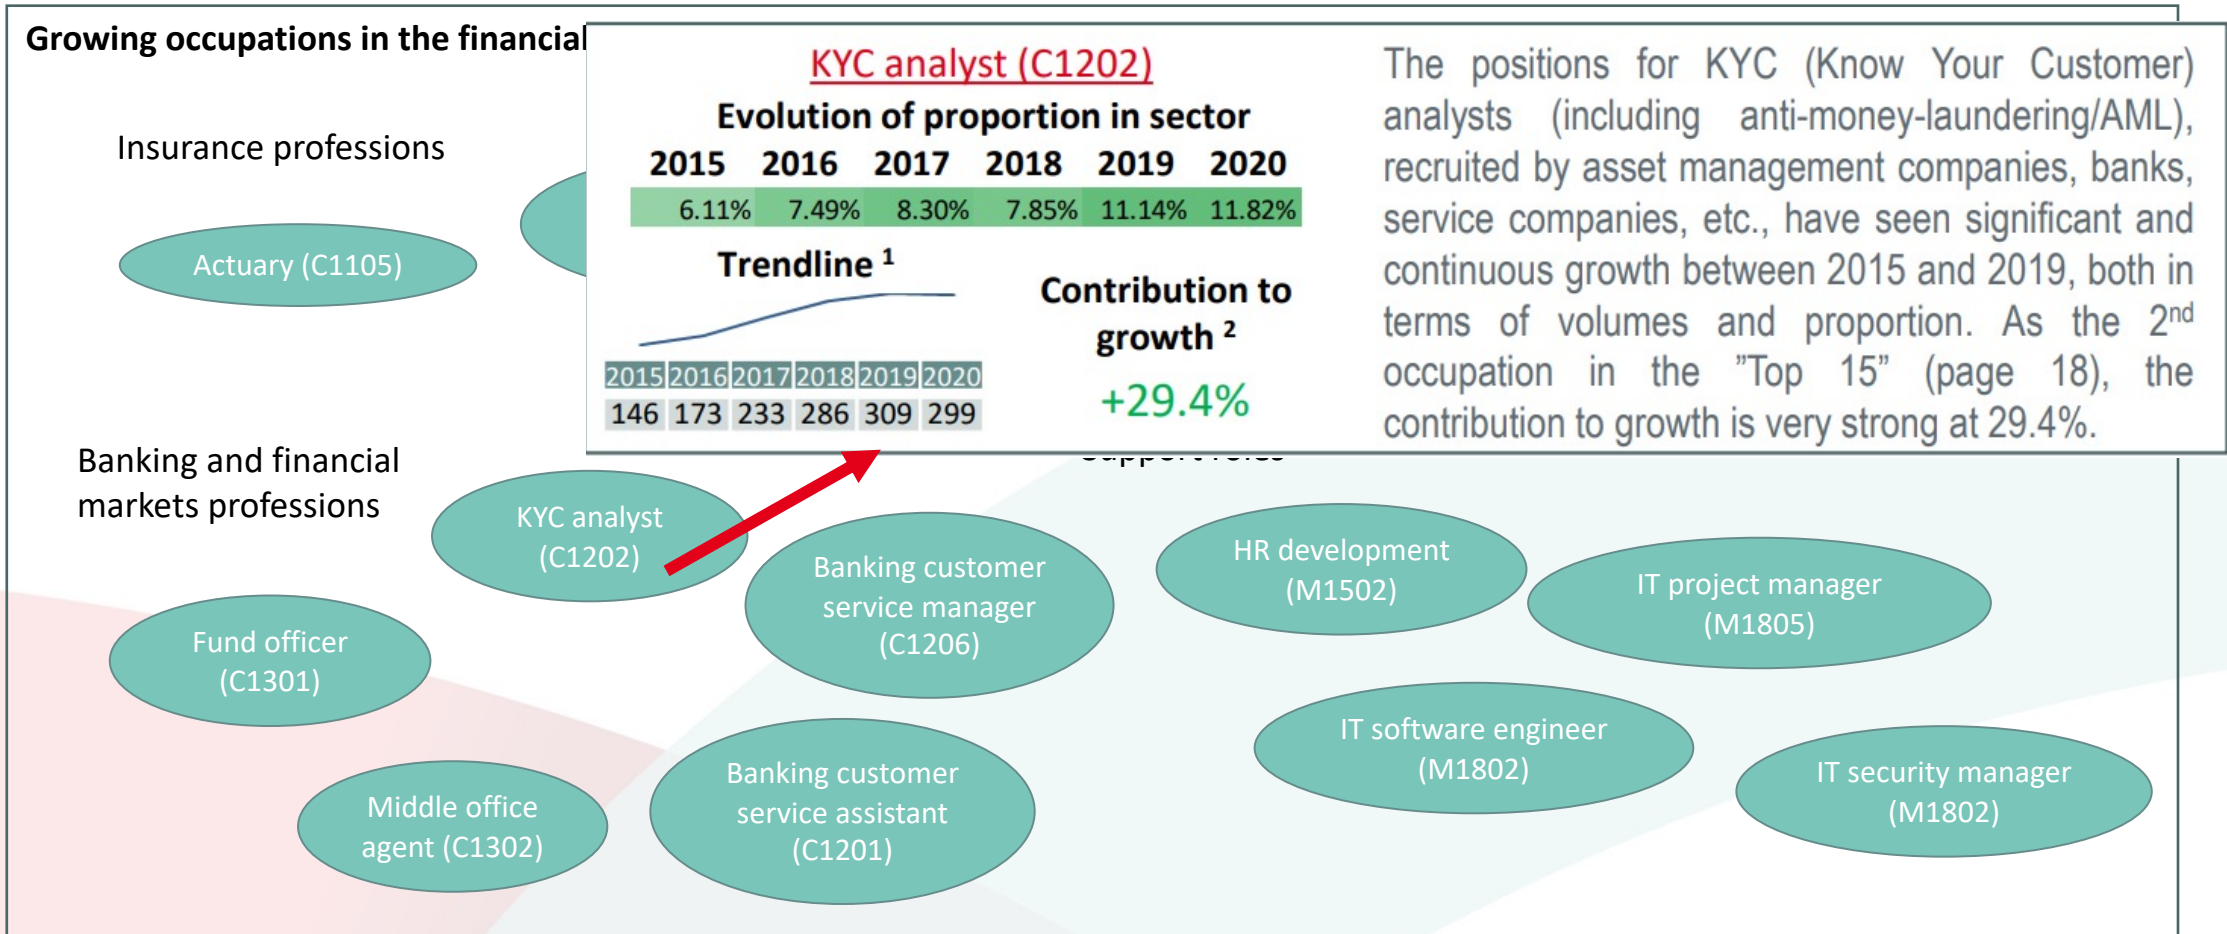 Growing occupations in the financial
Insurance professions
Actuary (C1105)
KYC analyst (C1202)
Evolution of proportion in sector
2015 2016 2017 2018 2019 2020
6.11% 7.49% 8.30% 7.85% 11.14% 11.82%
Trendline 1
2015 2016 2017 2018 2019 2020
146 173 233 286 309 299
Contribution to
growth 2
+29.4%
The positions for KYC (Know Your Customer)
analysts (including anti-money-laundering/AML),
recruited by asset management companies, banks,
service companies, etc., have seen significant and
continuous growth between 2015 and 2019, both in
terms of volumes and proportion. As the 2nd
occupation in the "Top 15" (page 18), the
contribution to growth is very strong at 29.4%.
Banking and financial
markets professions
KYC analyst
(C1202)
Banking customer
service manager
(C1206)
Fund officer
(C1301)
Middle office
agent (C1302)
Banking customer
service assistant
(C1201)
HR development
(M1502)
IT project manager
(M1805)
IT software engineer
(M1802)
IT security manager
(M1802)